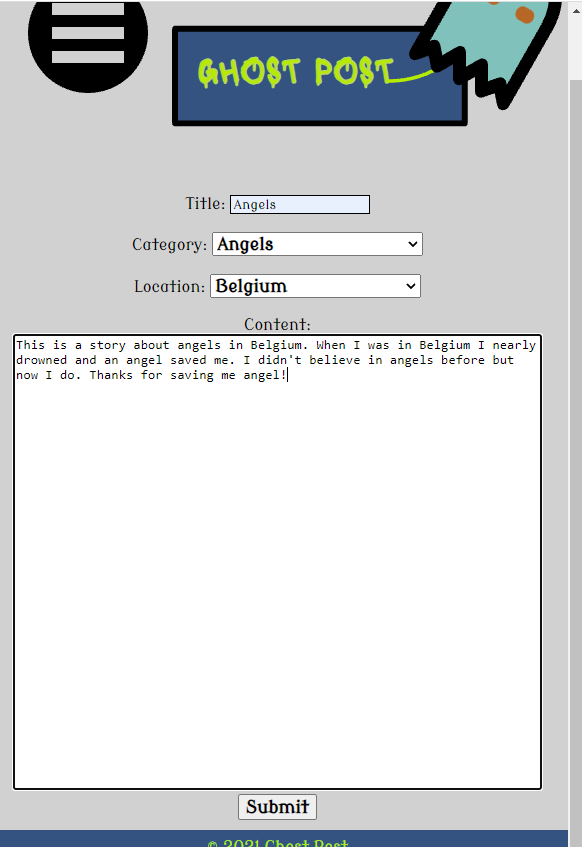 GHOST POST
Title: Angels
Category: Angels
Location: Belgium
Content:
This is a story about angels in Belgium. When I was in Belgium I nearly
drowned and an angel saved me. I didn't believe in angels before but
now I do. Thanks for saving me angel!
Submit
© 2021 Ghost Post